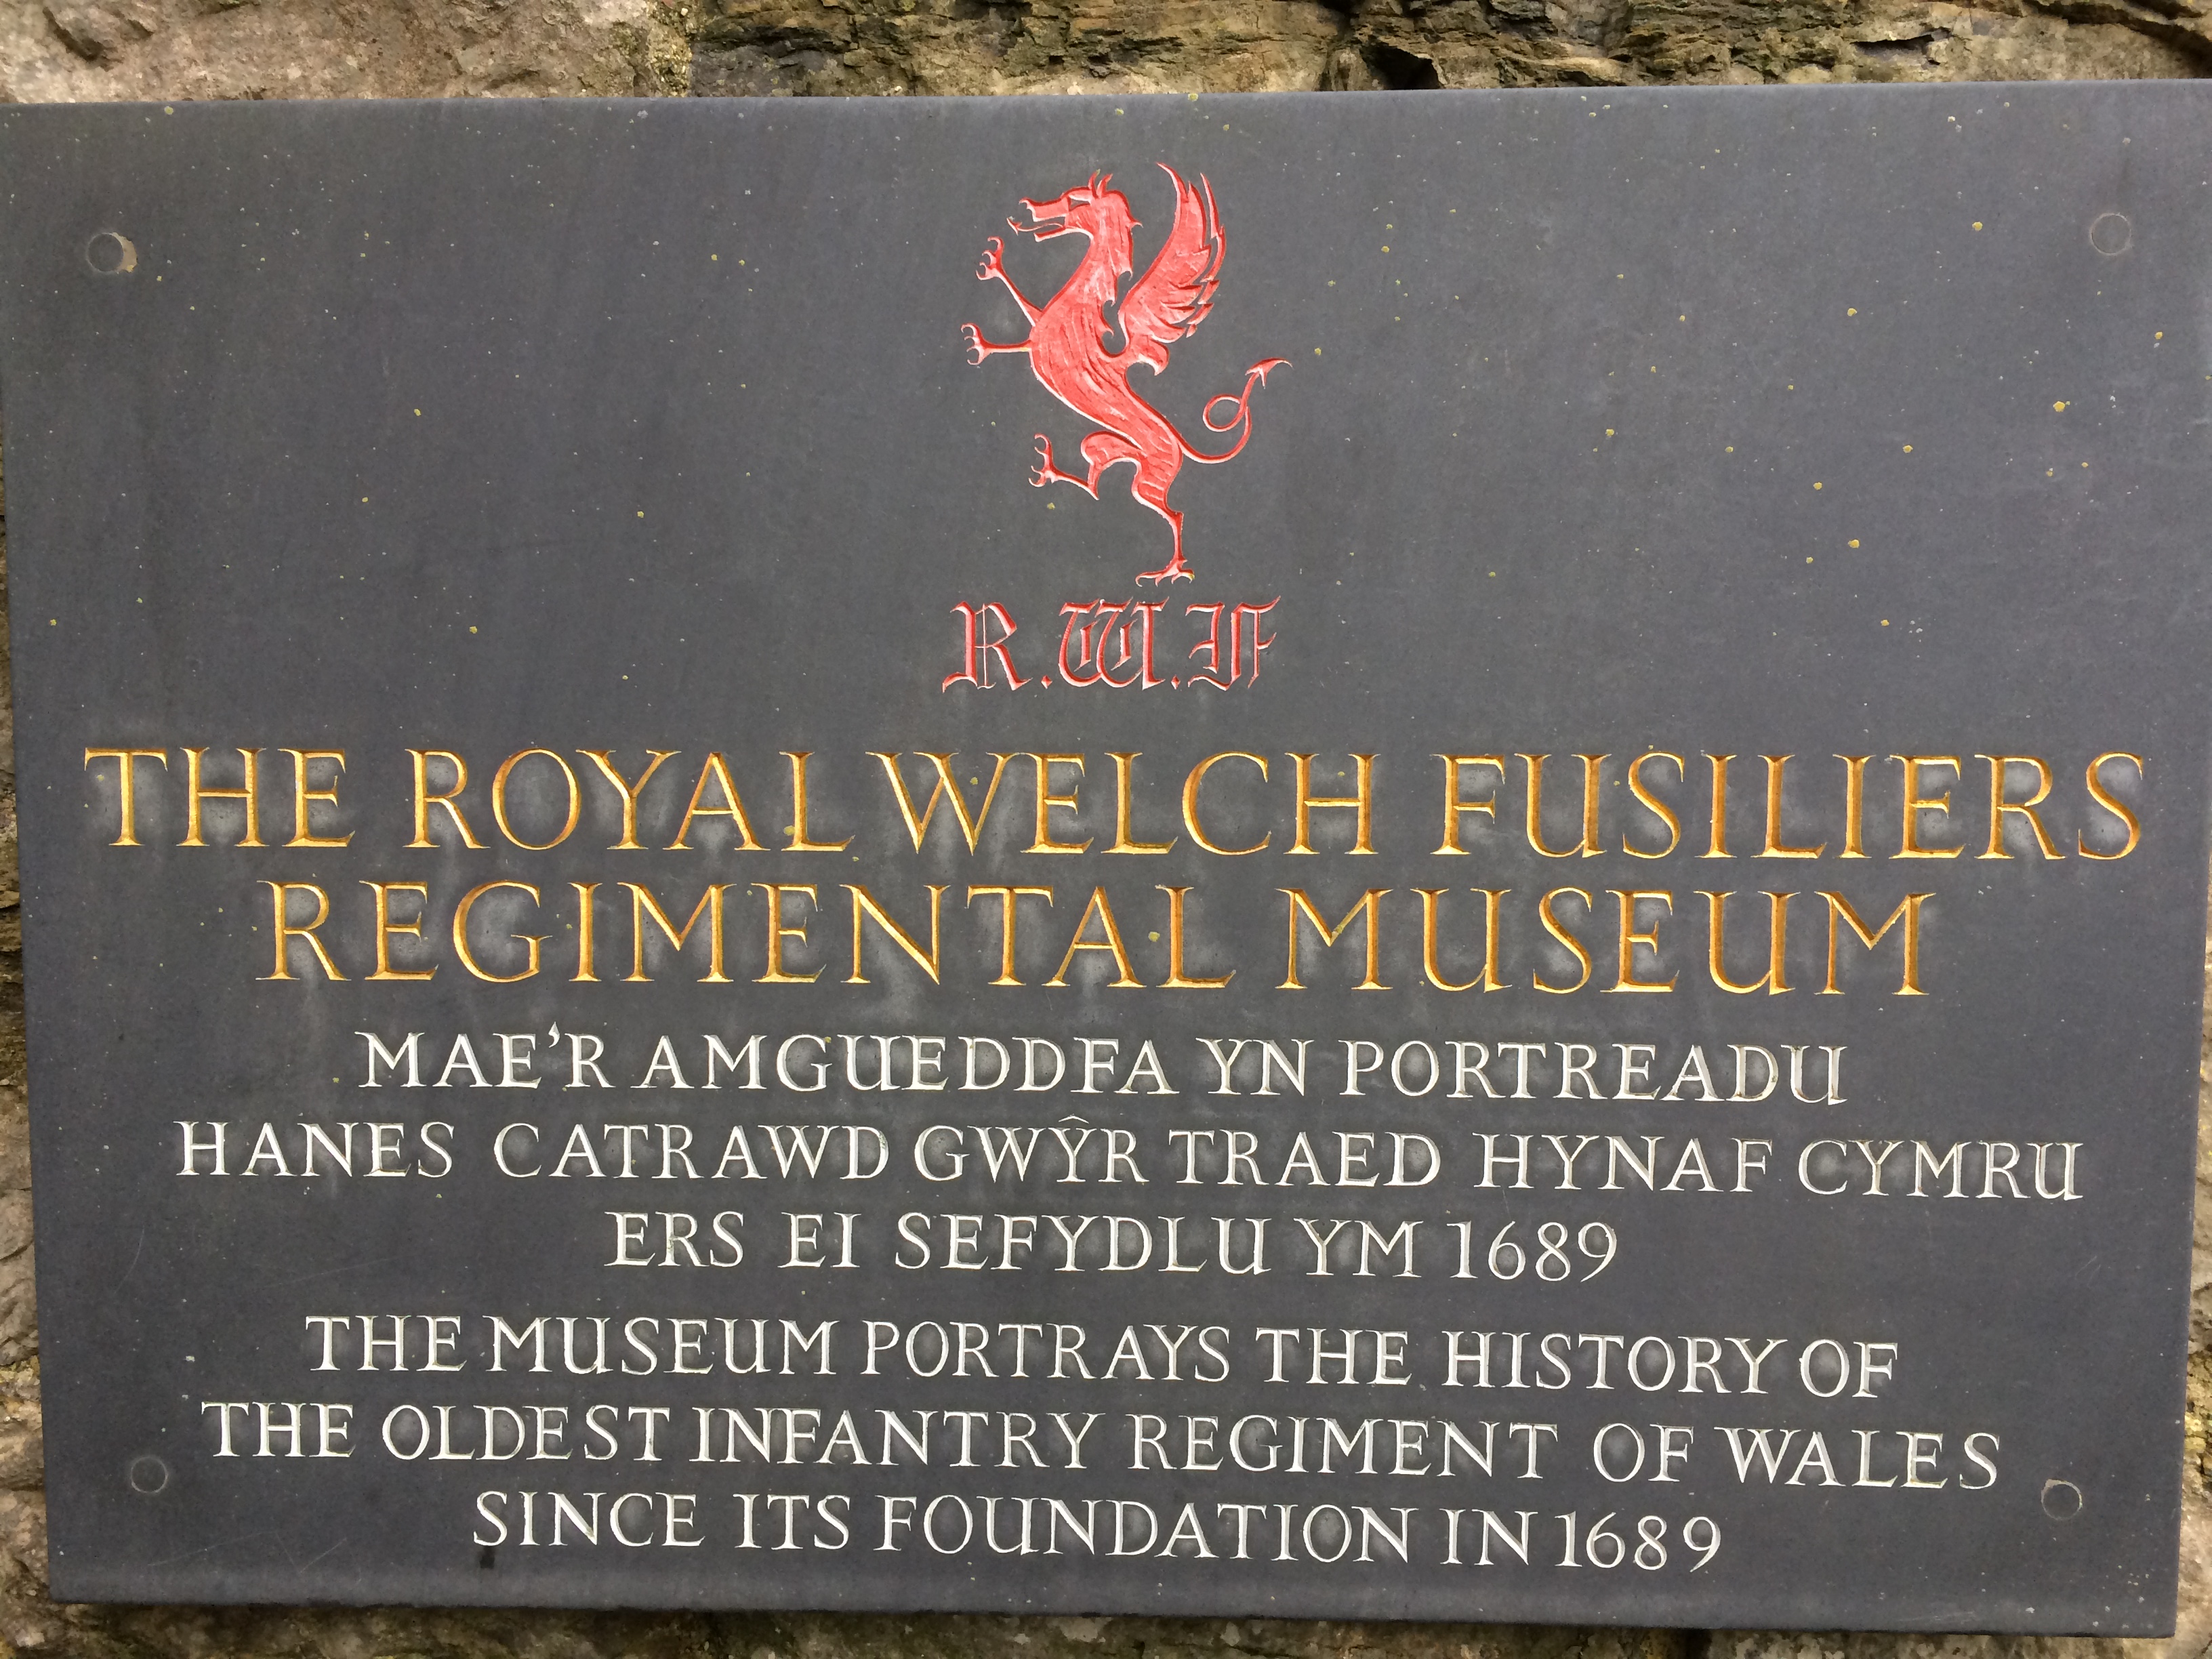 R.W.F
THE ROYAL WELCH FUSILIERS
REGIMENTAL MUSEUM
MAE'R AMGUEDDFA YN PORTREADU
HANES CATRAWD GWŶR TRAED HYNAF CYMRU
ERS EI SEFYDLU YM 1689
THE MUSEUM PORTRAYS THE HISTORY OF
THE OLDEST INFANTRY REGIMENT OF WALES
SINCE ITS FOUNDATION IN 1689